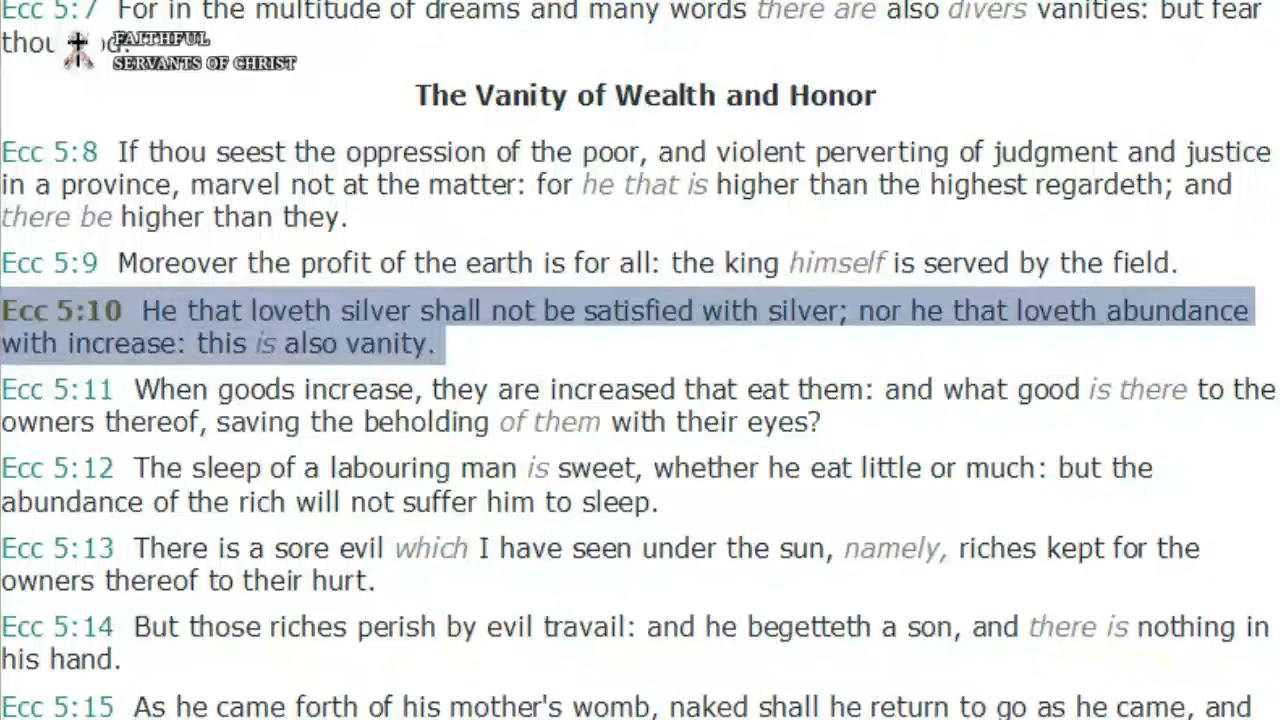 Ecc 5:7 For in the multitude of dreams and many words there are also divers vanities: but fear
thou God.
FAITHFUL
SERVANTS OF CHRIST
The Vanity of Wealth and Honor
Ecc 5:8 If thou seest the oppression of the poor, and violent perverting of judgment and justice
in a province, marvel not at the matter: for he that is higher than the highest regardeth; and
there be higher than they.
Ecc 5:9 Moreover the profit of the earth is for all: the king himself is served by the field.
Ecc 5:10 He that loveth silver shall not be satisfied with silver; nor he that loveth abundance
with increase: this is also vanity.
Ecc 5:11 When goods increase, they are increased that eat them: and what good is there to the
owners thereof, saving the beholding of them with their eyes?
Ecc 5:12 The sleep of a labouring man is sweet, whether he eat little or much: but the
abundance of the rich will not suffer him to sleep.
Ecc 5:13 There is a sore evil which I have seen under the sun, namely, riches kept for the
owners thereof to their hurt.
Ecc 5:14 But those riches perish by evil travail: and he begetteth a son, and there is nothing in
his hand.
Ecc 5:15 As he came forth of his mother's womb, naked shall he return to go as he came, and